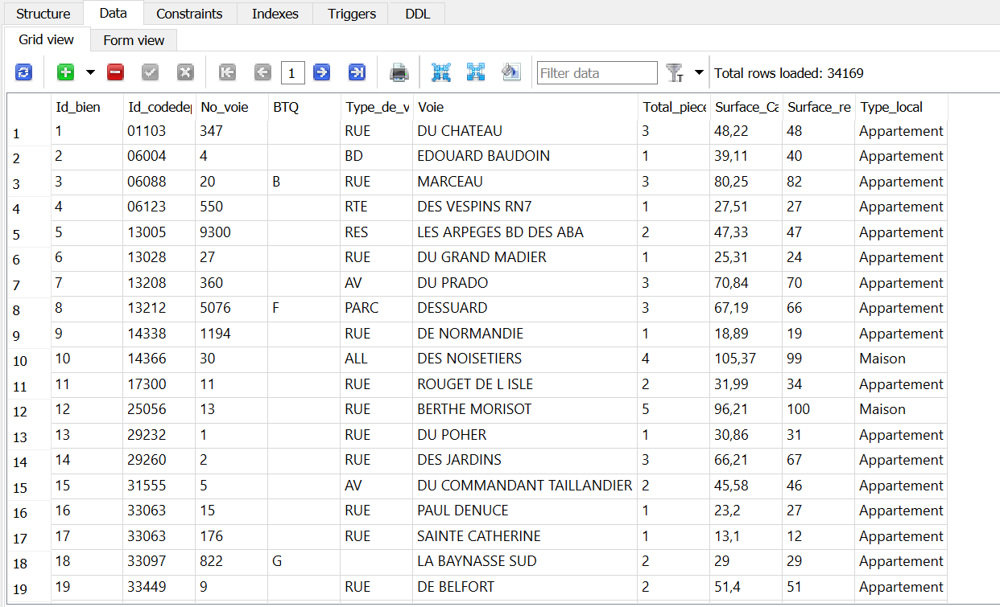 Structure Data Constraints Indexes Triggers DDL
Grid view Form view
1 Filter data T Total rows loaded: 34169
Id_bien Id_codedep No_voie BTQ Type_de_v Voie Total_piece Surface_Ca Surface_re Type_local
1 1 01103 347 RUE DU CHATEAU 3 48,22 48 Appartement
2 2 06004 4 BD EDOUARD BAUDOIN 1 39,11 40 Appartement
3 3 06088 20 B RUE MARCEAU 3 80,25 82 Appartement
4 4 06123 550 RTE DES VESPINS RN7 1 27,51 27 Appartement
5 5 13005 9300 RES LES ARPEGES BD DES ABA 2 47,33 47 Appartement
6 6 13028 27 RUE DU GRAND MADIER 1 25,31 24 Appartement
7 7 13208 360 AV DU PRADO 3 70,84 70 Appartement
8 8 13212 5076 F PARC DESSUARD 3 67,19 66 Appartement
9 9 14338 1194 RUE DE NORMANDIE 1 18,89 19 Appartement
10 10 14366 30 ALL DES NOISETIERS 4 105,37 99 Maison
11 11 17300 11 RUE ROUGET DE L ISLE 2 31,99 34 Appartement
12 12 25056 13 RUE BERTHE MORISOT 5 96,21 100 Maison
13 13 29232 1 RUE DU POHER 1 30,86 31 Appartement
14 14 29260 2 RUE DES JARDINS 3 66,21 67 Appartement
15 15 31555 5 AV DU COMMANDANT TAILLANDIER 2 45,58 46 Appartement
16 16 33063 15 RUE PAUL DENUCE 1 23,2 27 Appartement
17 17 33063 176 RUE SAINTE CATHERINE 1 13,1 12 Appartement
18 18 33097 822 G LA BAYNASSE SUD 2 29 29 Appartement
19 19 33449 9 RUE DE BELFORT 2 51,4 51 Appartement